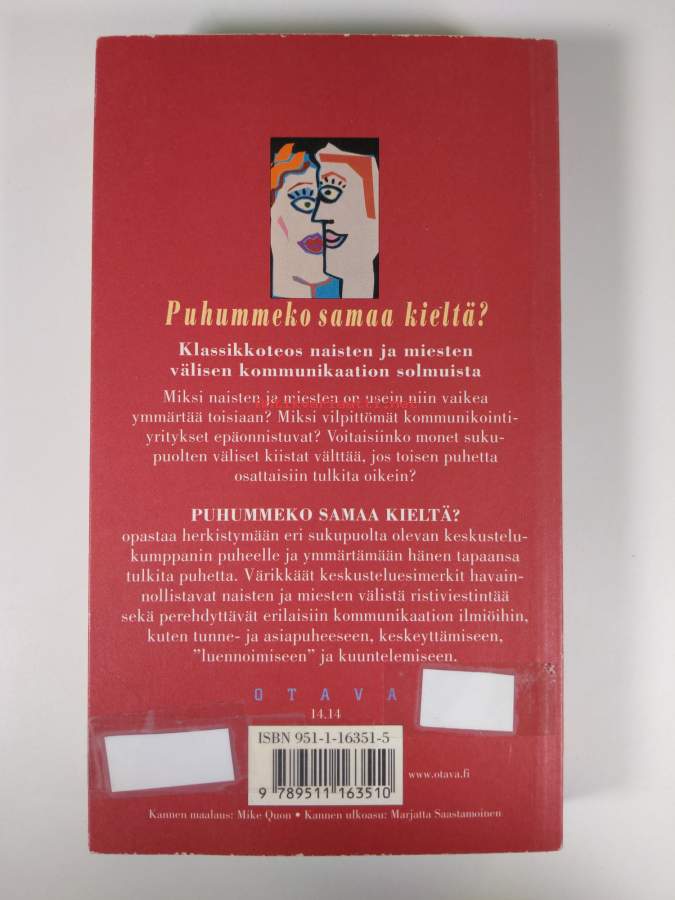 Puhummeko samaa kieltä?
Klassikkoteos naisten ja miesten
välisen kommunikaation solmuista
Miksi naisten ja miesten on usein niin vaikea
ymmärtää toisiaan? Miksi vilpittömät kommunikointi-
yritykset epäonnistuvat? Voitaisiinko monet suku-
puolten väliset kiistat välttää, jos toisen puhetta
osattaisiin tulkita oikein?
PUHUMMEKO SAMAA KIELTÄ?
opastaa herkistymään eri sukupuolta olevan keskustelu-
kumppanin puheelle ja ymmärtämään hänen tapaansa
tulkita puhetta. Värikkäät keskusteluesimerkit havain-
nollistavat naisten ja miesten välistä ristiviestintää
sekä perehdyttävät erilaisiin kommunikaation ilmiöihin,
kuten tunne- ja asiapuheeseen, keskeyttämiseen,
"luennoimiseen" ja kuuntelemiseen.
OTAVA
14.14
ISBN 951-1-16351-5
www.otava.fi
9 789511 163510
Kannen maalaus: Mike Quon • Kannen ulkoasu: Marjatta Saastamoinen